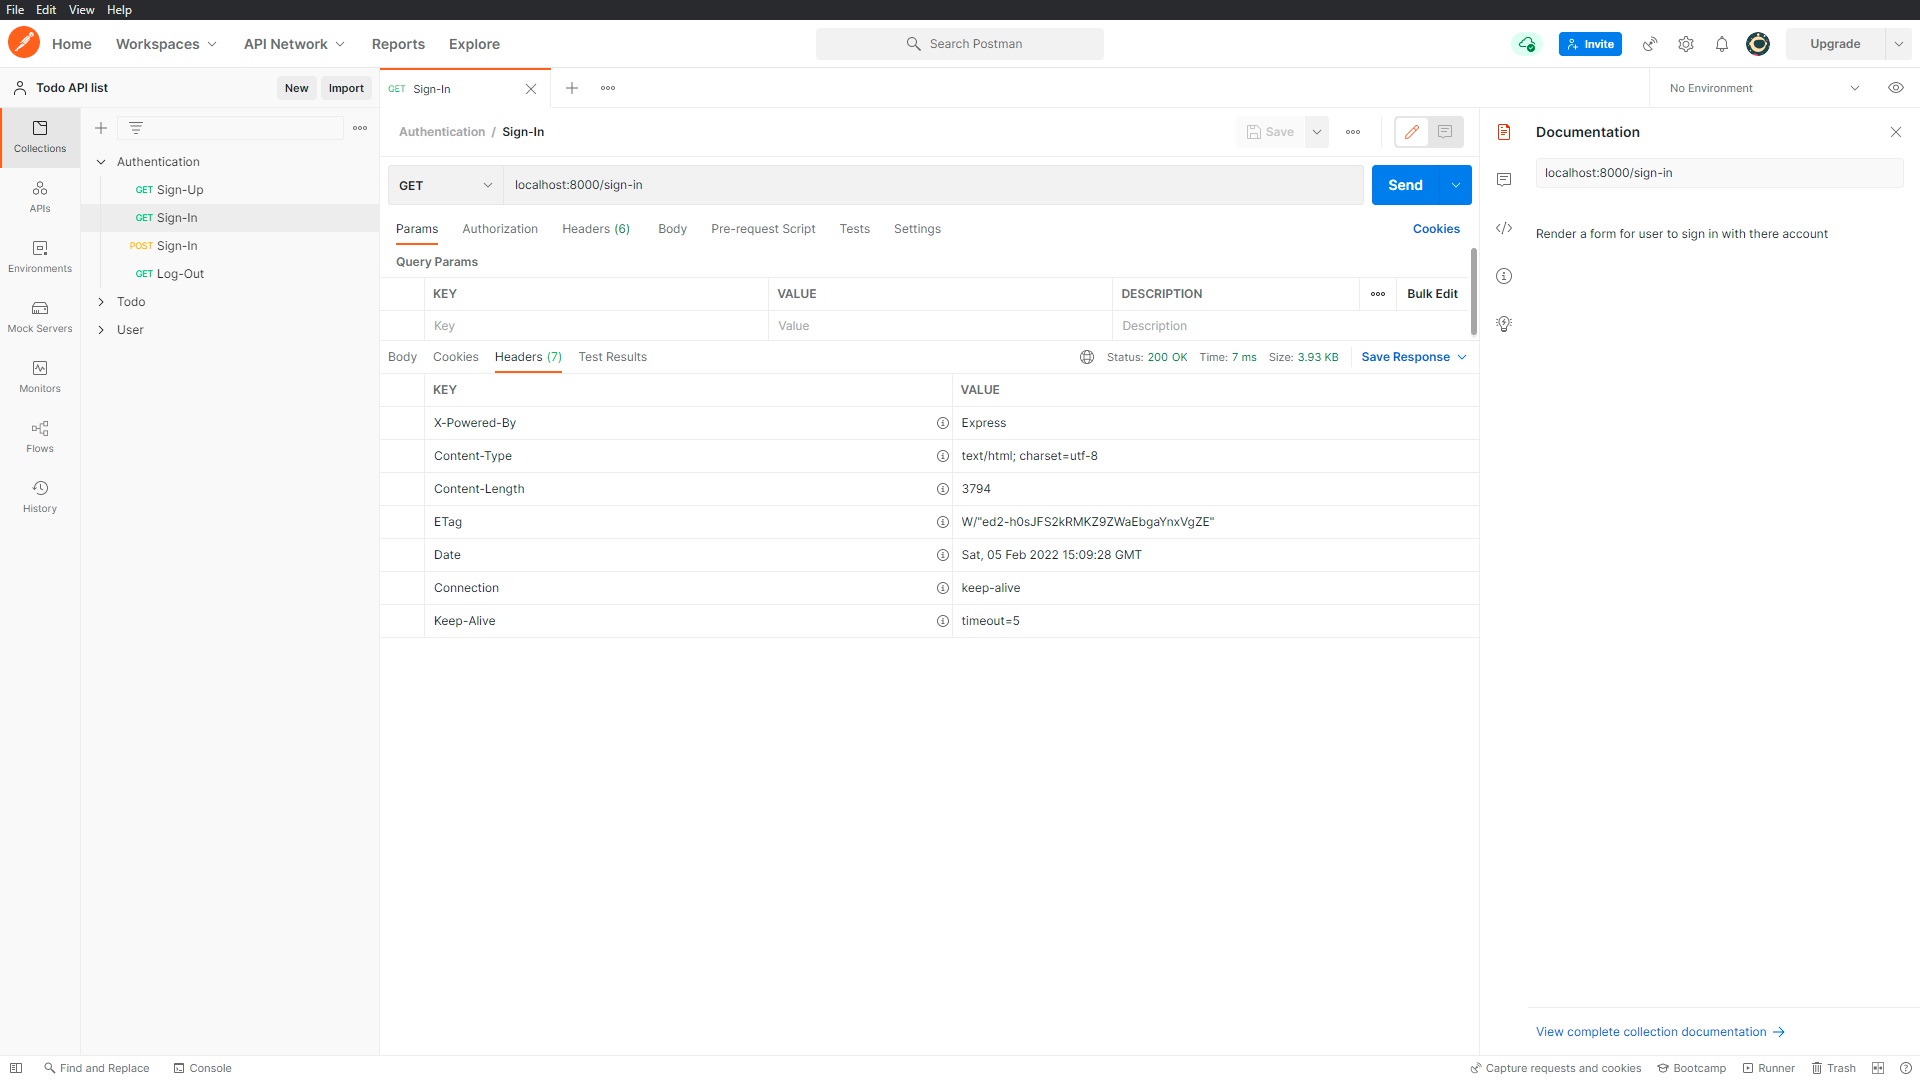 File Edit View Help
Home Workspaces API Network Reports Explore Search Postman Invite Upgrade
Todo API list New Import GET Sign-In No Environment
Collections
APIs
Environments
Mock Servers
Monitors
Flows
History
Authentication
GET Sign-Up
GET Sign-In
POST Sign-In
GET Log-Out
Todo
User
Authentication / Sign-In Save
GET localhost:8000/sign-in Send
Params Authorization Headers (6) Body Pre-request Script Tests Settings Cookies
Query Params
KEY VALUE DESCRIPTION Bulk Edit
Key Value Description
Body Cookies Headers (7) Test Results Status: 200 OK Time: 7 ms Size: 3.93 KB Save Response
KEY VALUE
X-Powered-By Express
Content-Type text/html; charset=utf-8
Content-Length 3794
ETag W/"ed2-h0sJFS2kRMKZ9ZWaEbgaYnxVgZE"
Date Sat, 05 Feb 2022 15:09:28 GMT
Connection keep-alive
Keep-Alive timeout=5
Documentation
localhost:8000/sign-in
Render a form for user to sign in with there account
View complete collection documentation
Find and Replace Console Capture requests and cookies Bootcamp Runner Trash